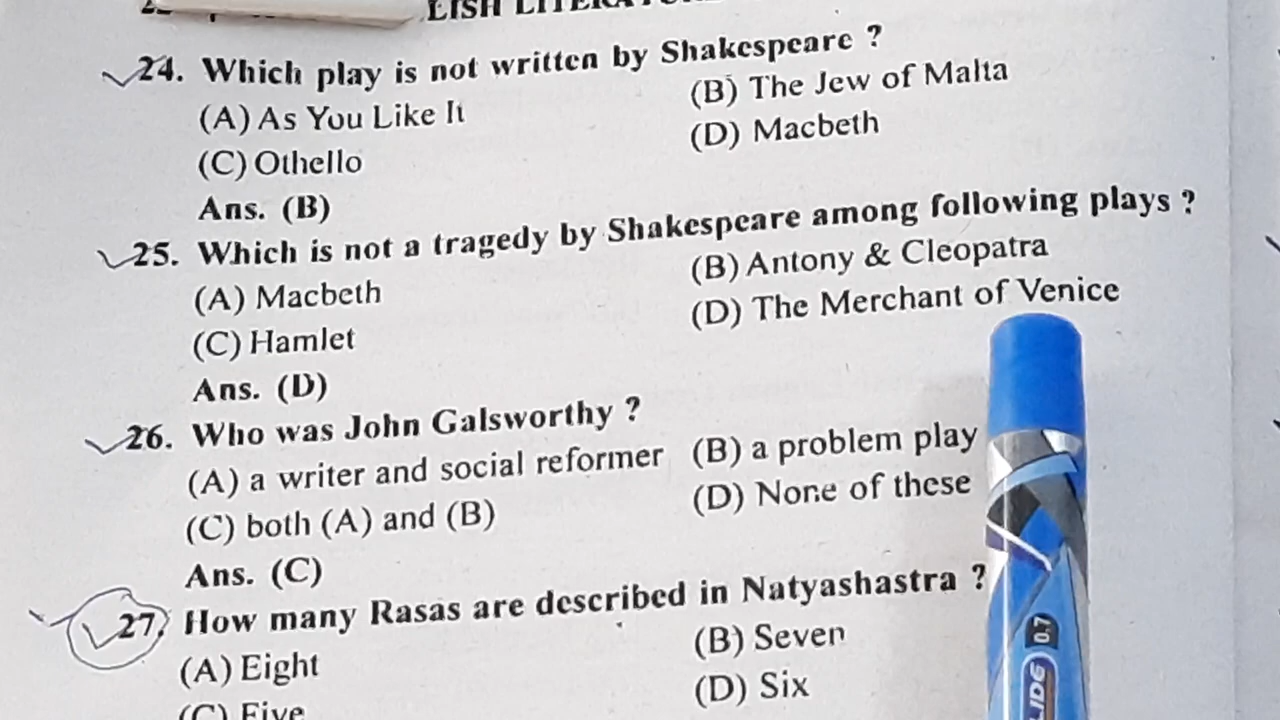 LISH LITERATU
24. Which play is not written by Shakespeare ?
(A) As You Like It (B) The Jew of Malta
(C) Othello (D) Macbeth
Ans. (B)
25. Which is not a tragedy by Shakespeare among following plays ?
(A) Macbeth (B) Antony & Cleopatra
(C) Hamlet (D) The Merchant of Venice
Ans. (D)
26. Who was John Galsworthy ?
(A) a writer and social reformer (B) a problem play
(C) both (A) and (B) (D) None of these
Ans. (C)
27. How many Rasas are described in Natyashastra ?
(A) Eight (B) Seven
(C) Five (D) Six
0.7